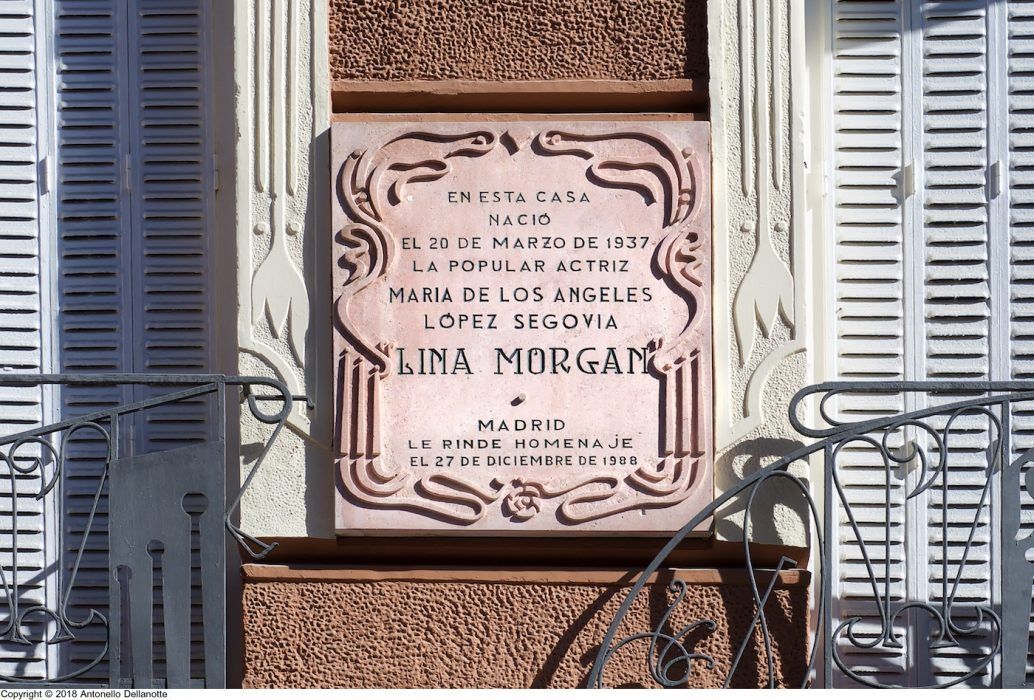 EN ESTA CASA
NACIÓ
EL 20 DE MARZO DE 1937
LA POPULAR ACTRIZ
MARIA DE LOS ANGELES
LÓPEZ SEGOVIA
LINA MORGAN
MADRID
LE RINDE HOMENAJE
EL 27 DE DICIEMBRE DE 1988
Copyright © 2018 Antonello Dellanotte